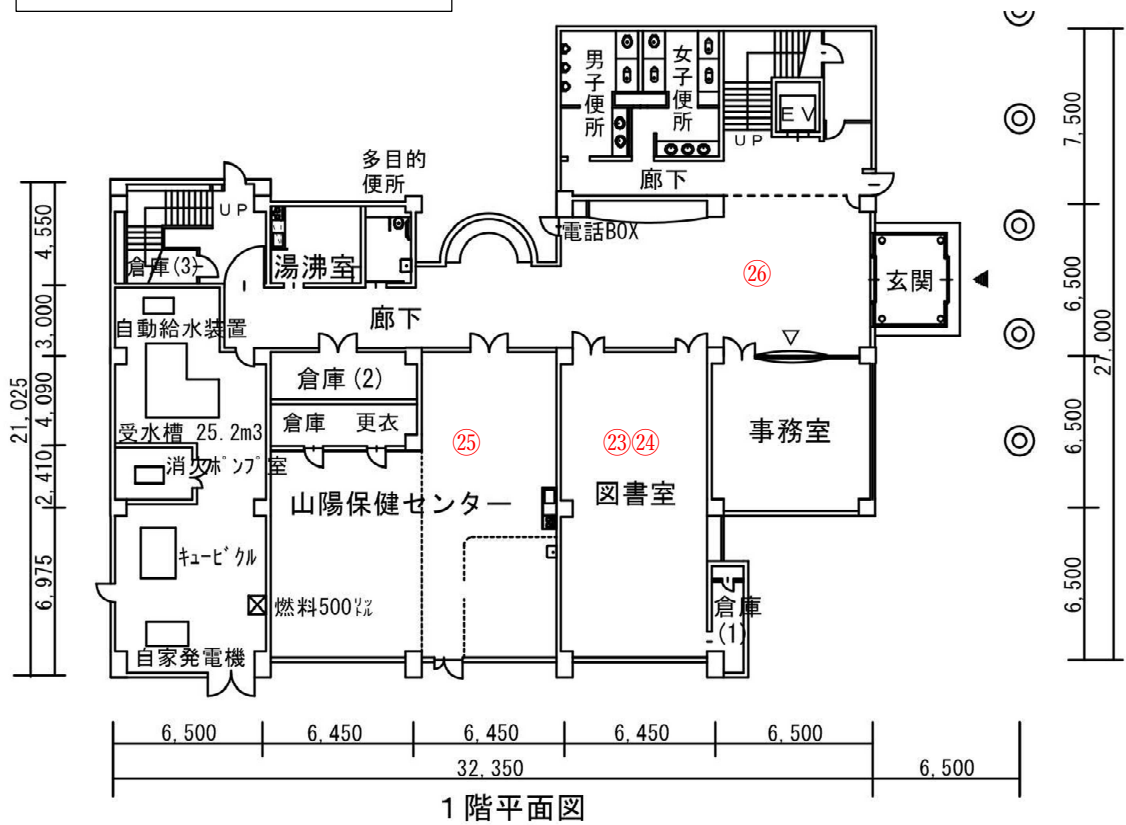 男子便所
女子便所
EV
UP
7,500
多目的
便所
廊下
UP
電話BOX
4,550
倉庫(3)
湯沸室
㉖
玄関
6,500
廊下
3,000
自動給水装置
27,000
倉庫(2)
21,025
4,090
倉庫
更衣
事務室
受水槽 25.2m3
㉕
㉓㉔
6,500
消火ﾎﾟﾝﾌﾟ室
2,410
山陽保健センター
図書室
ｷｭｰﾋﾞｸﾙ
6,975
6,500
燃料500㍑
倉庫
(1)
自家発電機
6,500
6,450
6,450
6,450
6,500
32,350
6,500
1階平面図